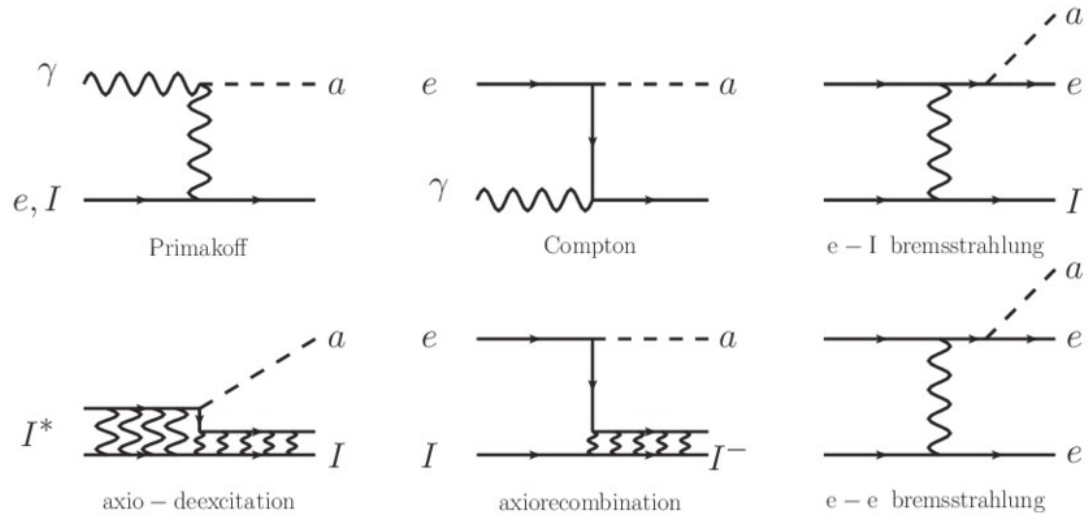 γ a e a a e
e, I γ I
Primakoff Compton e – I bremsstrahlung
a e a a e
I* I I I⁻ e
axio – deexcitation axiorecombination e – e bremsstrahlung